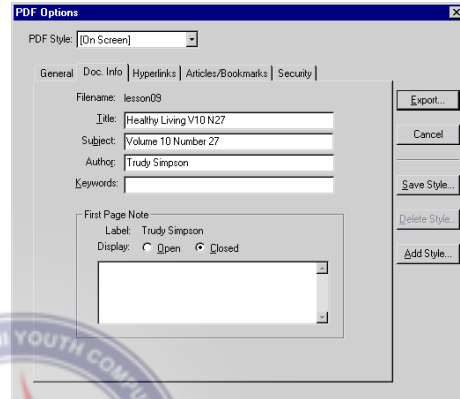 PDF Options
PDF Style: [On Screen]
General Doc. Info Hyperlinks Articles/Bookmarks Security
Filename: lesson09
Title: Healthy Living V10 N27
Subject: Volume 10 Number 27
Author: Trudy Simpson
Keywords:
First Page Note
Label: Trudy Simpson
Display: Open Closed
Export...
Cancel
Save Style...
Delete Style...
Add Style...
YOUTH